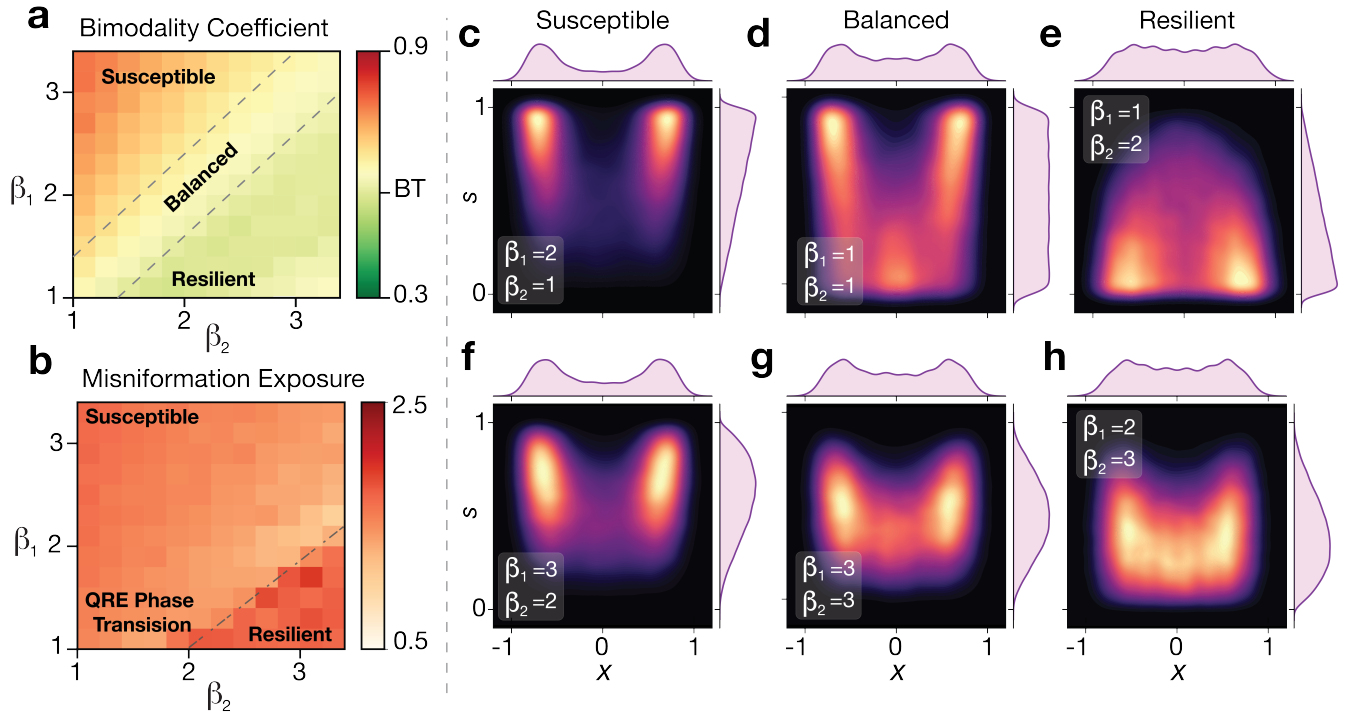 a
Bimodality Coefficient
Susceptible
Balanced
Resilient
β₁
3
2
1
1
2
3
β₂
0.9
BT
0.3
b
Misniformation Exposure
Susceptible
QRE Phase
Transision
Resilient
β₁
3
2
1
1
2
3
β₂
2.5
0.5
Susceptible
Balanced
Resilient
c
s
1
0
β₁=2
β₂=1
d
β₁=1
β₂=1
e
β₁=1
β₂=2
f
s
1
0
β₁=3
β₂=2
-1
0
1
x
g
β₁=3
β₂=3
-1
0
1
x
h
β₁=2
β₂=3
-1
0
1
x